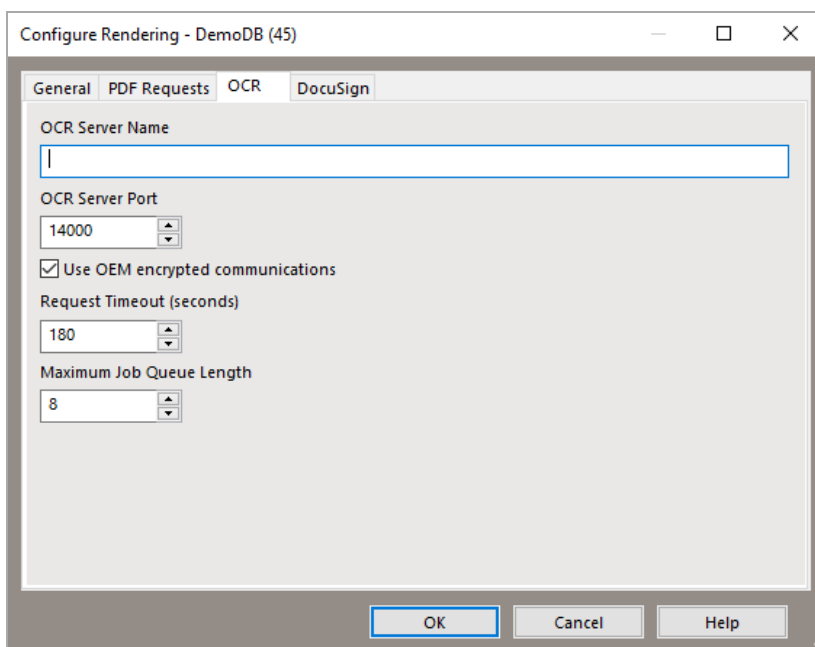 Configure Rendering - DemoDB (45)
General PDF Requests OCR DocuSign
OCR Server Name
OCR Server Port
14000
Use OEM encrypted communications
Request Timeout (seconds)
180
Maximum Job Queue Length
8
OK Cancel Help